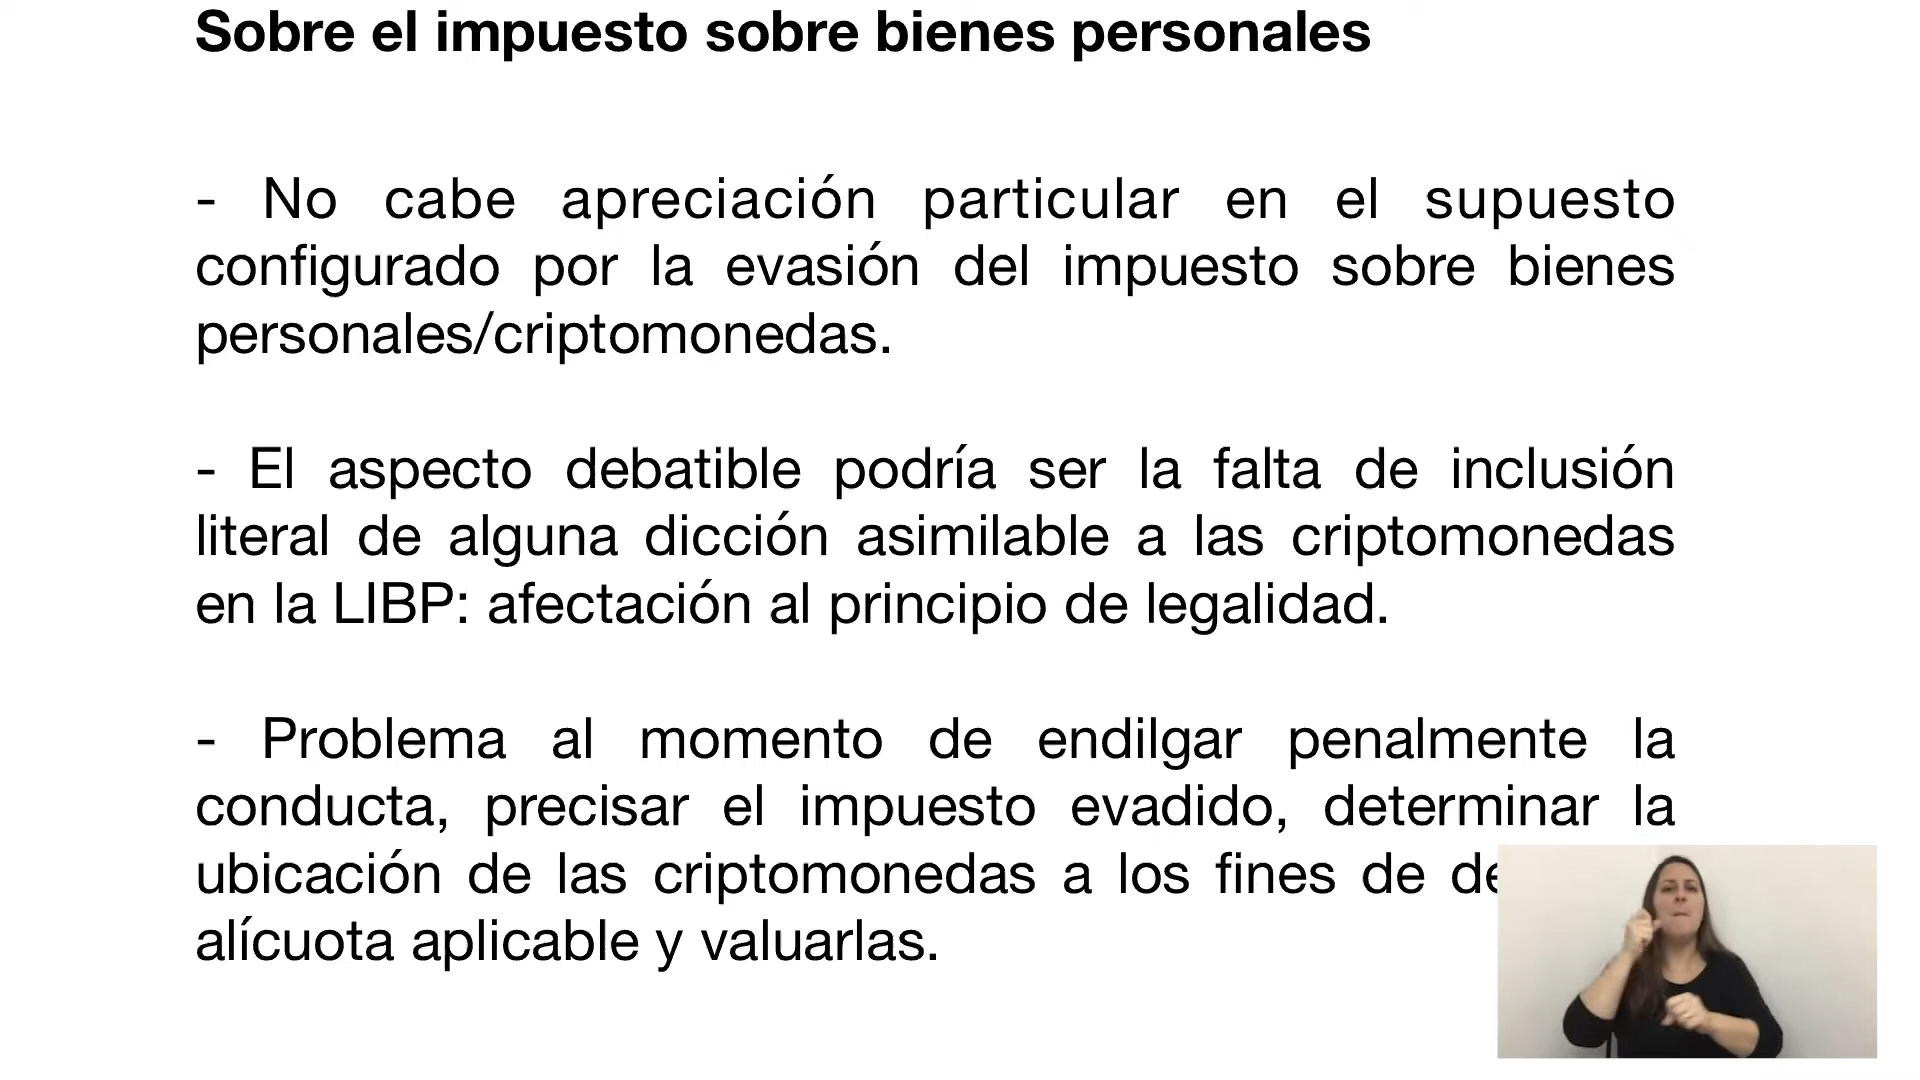 Sobre el impuesto sobre bienes personales
- No cabe apreciación particular en el supuesto
configurado por la evasión del impuesto sobre bienes
personales/criptomonedas.
- El aspecto debatible podría ser la falta de inclusión
literal de alguna dicción asimilable a las criptomonedas
en la LIBP: afectación al principio de legalidad.
- Problema al momento de endilgar penalmente la
conducta, precisar el impuesto evadido, determinar la
ubicación de las criptomonedas a los fines de
alícuota aplicable y valuarlas.